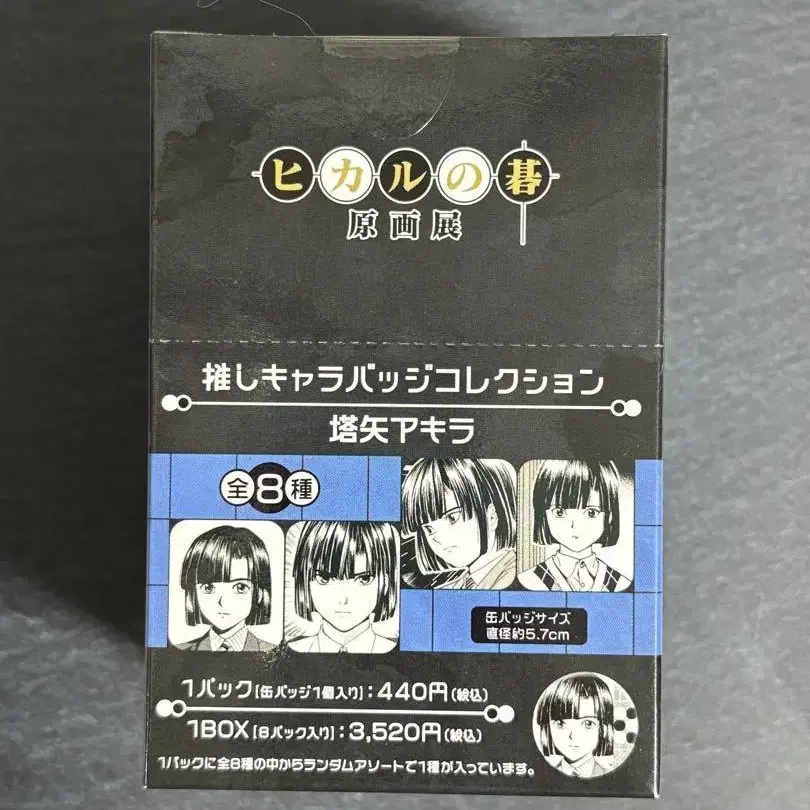 ヒカルの碁
原画展
推しキャラバッジコレクション
塔矢アキラ
全8種
缶バッジサイズ
直径約5.7cm
1パック[缶バッジ1個入り]:440円(税込)
1BOX[8パック入り]:3,520円(税込)
1パックに全8種の中からランダムアソートで1種が入っています。